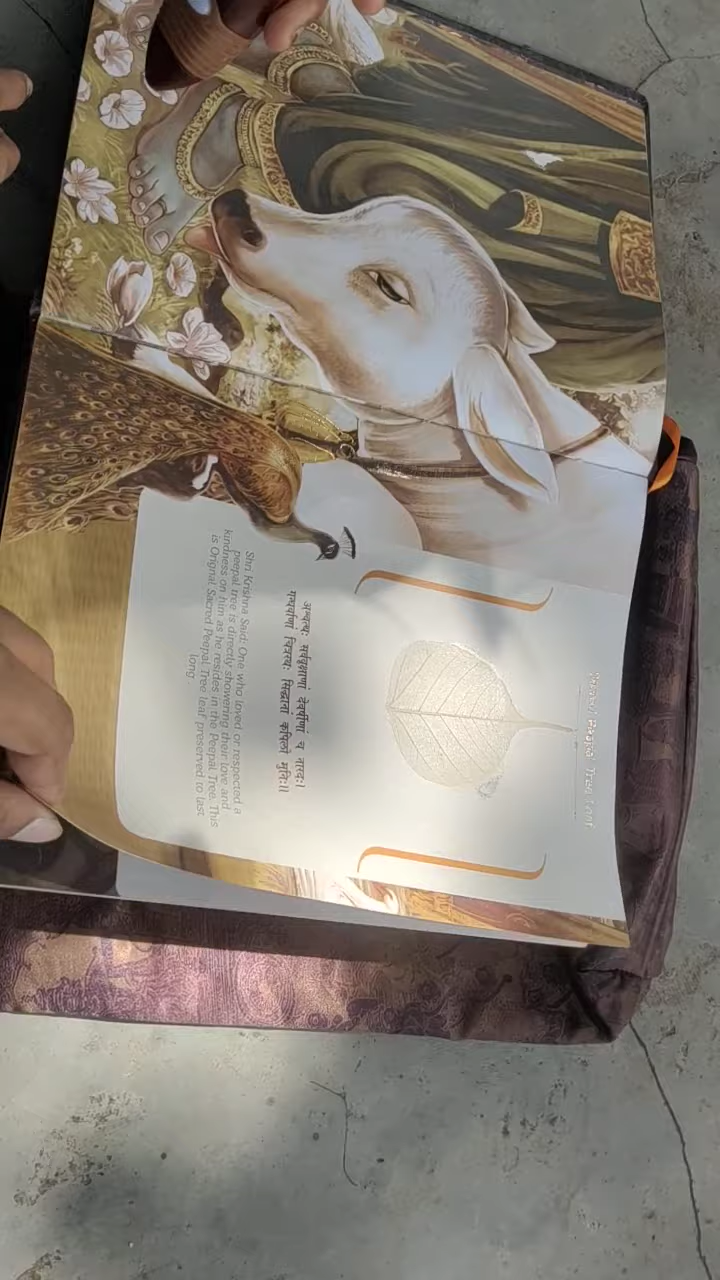 Sacred Peepal Tree Leaf
अश्वत्थः सर्ववृक्षाणां देवर्षीणां च नारदः।
गन्धर्वाणां चित्ररथः सिद्धानां कपिलो मुनिः॥
Shri Krishna Said: One who loved or respected a
peepal tree is directly showering their love and
kindness on him as he resides in the Peepal Tree. This
is Orignal Sacred Peepal Tree leaf preserved to last
long